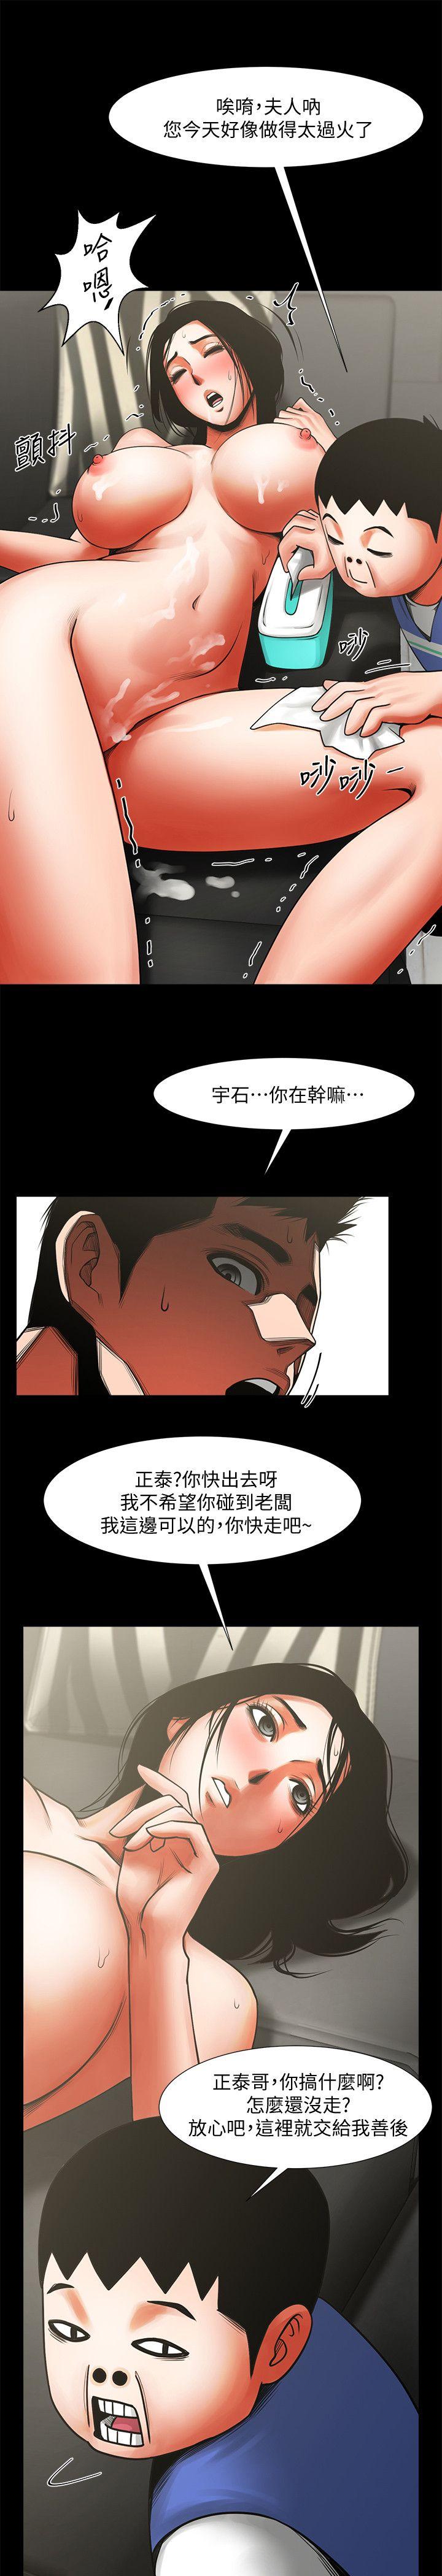 唉唷，夫人吶
您今天好像做得太過火了
哈嗯
顫抖
唦
唦唦
宇石…你在幹嘛…
正泰？你快出去呀
我不希望你碰到老闆
我這邊可以的，你快走吧~
正泰哥，你搞什麼啊？
怎麼還沒走？
放心吧，這裡就交給我善後